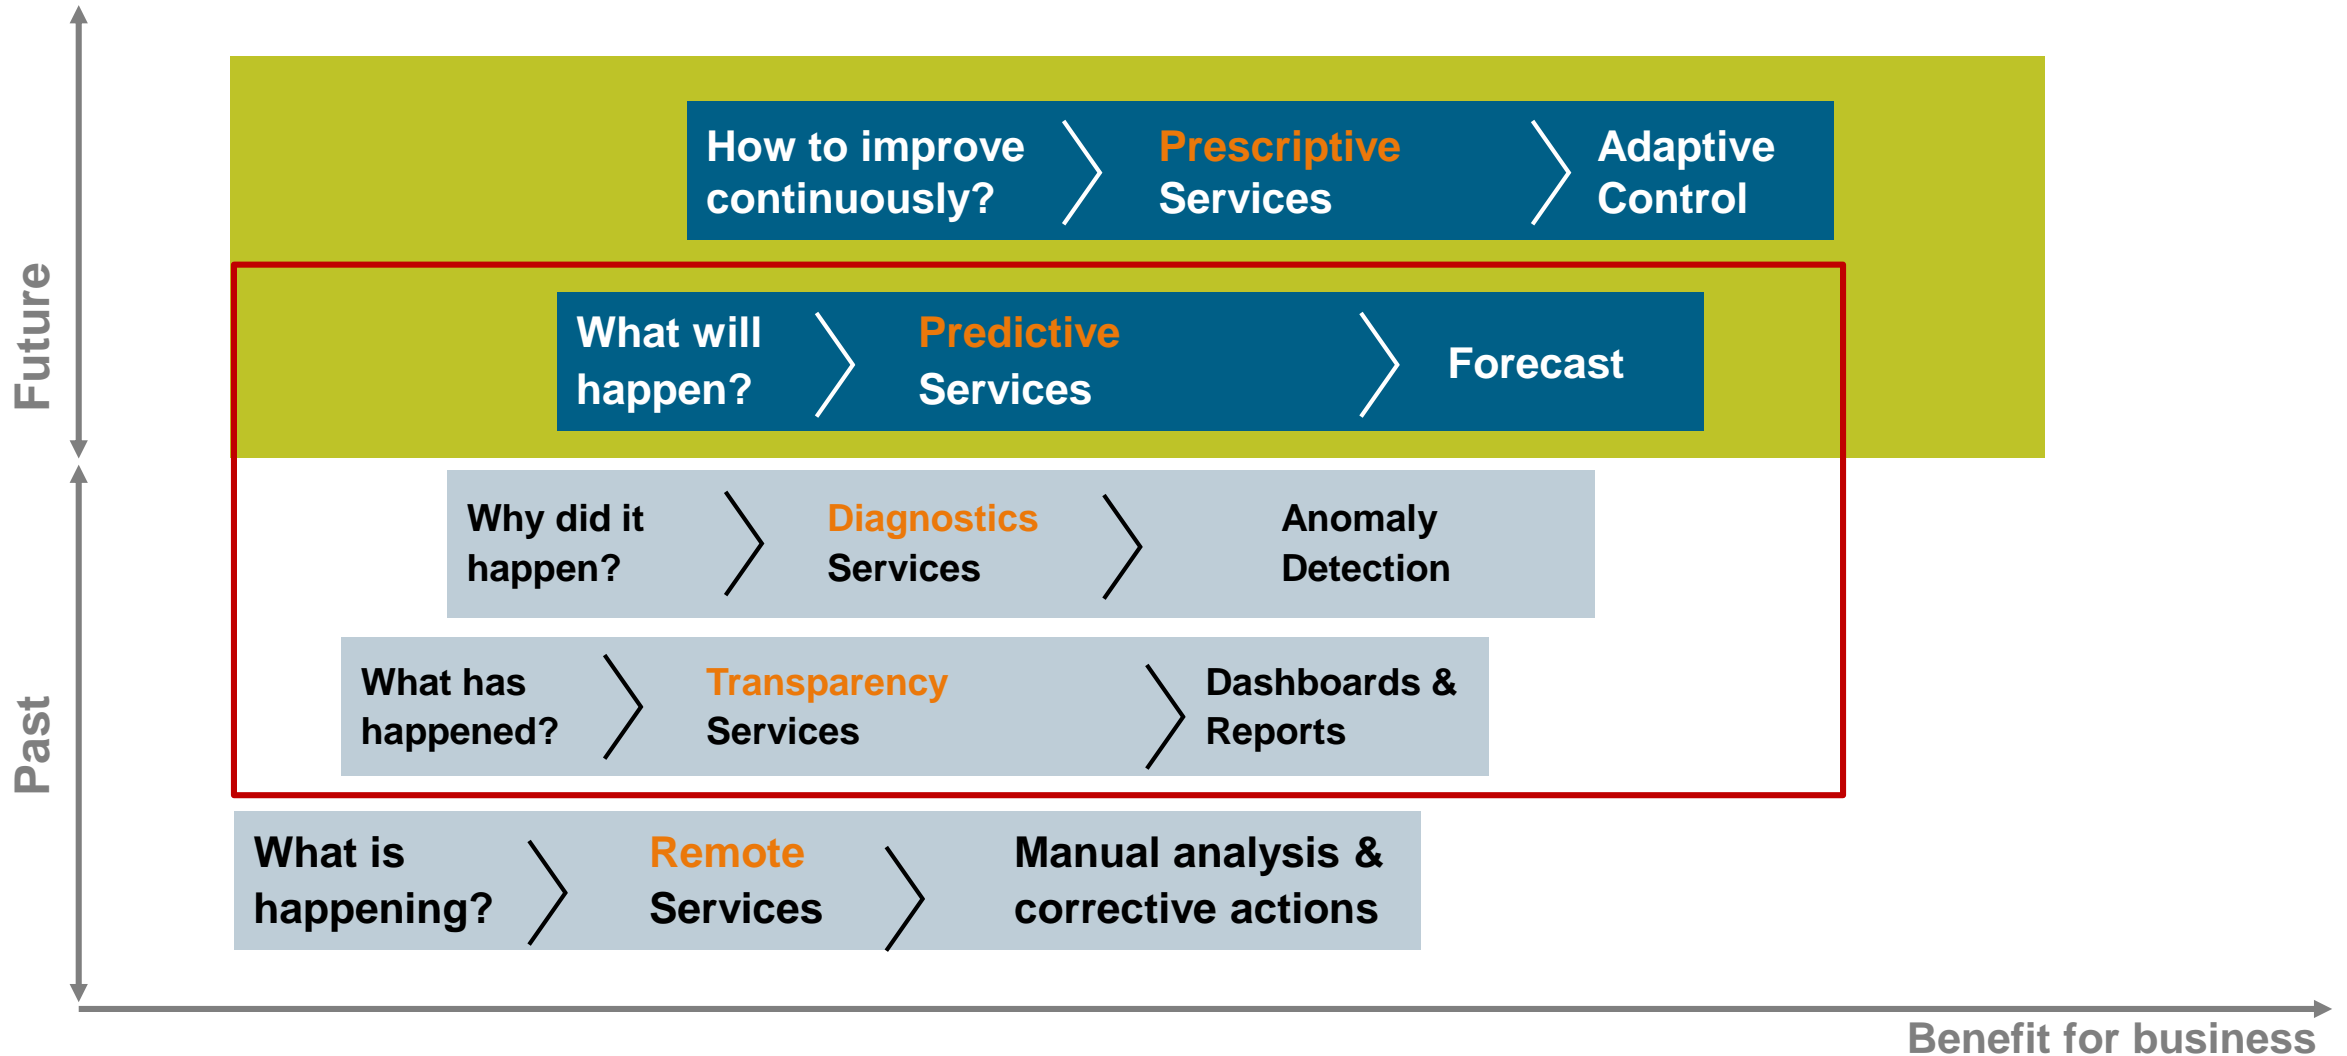 Future
How to improve
continuously?
Prescriptive
Services
Adaptive
Control
What will
happen?
Predictive
Services
Forecast
Past
Why did it
happen?
Diagnostics
Services
Anomaly
Detection
What has
happened?
Transparency
Services
Dashboards &
Reports
What is
happening?
Remote
Services
Manual analysis &
corrective actions
Benefit for business